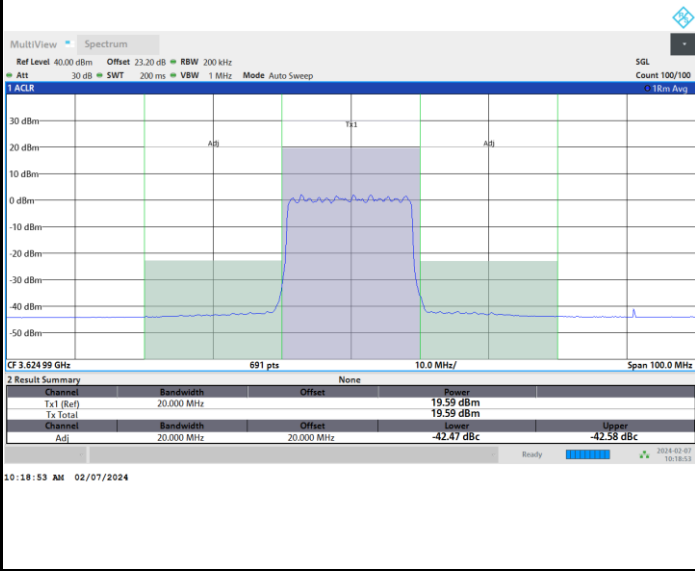 MultiView Spectrum
Ref Level 40.00 dBm Offset 23.20 dB RBW 200 kHz SGL
Att 30 dB SWT 200 ms VBW 1 MHz Mode Auto Sweep Count 100/100
1 ACLR 1Rm Avg
30 dBm
Tx1
20 dBm
Adj Adj
10 dBm
0 dBm
-10 dBm
-20 dBm
-30 dBm
-40 dBm
-50 dBm
CF 3.624 99 GHz 691 pts 10.0 MHz/ Span 100.0 MHz
2 Result Summary None
Channel Bandwidth Offset Power
Tx1 (Ref) 20.000 MHz 19.59 dBm
Tx Total 19.59 dBm
Channel Bandwidth Offset Lower Upper
Adj 20.000 MHz 20.000 MHz -42.47 dBc -42.58 dBc
Ready 2024-02-07
10:18:53
10:18:53 AM 02/07/2024